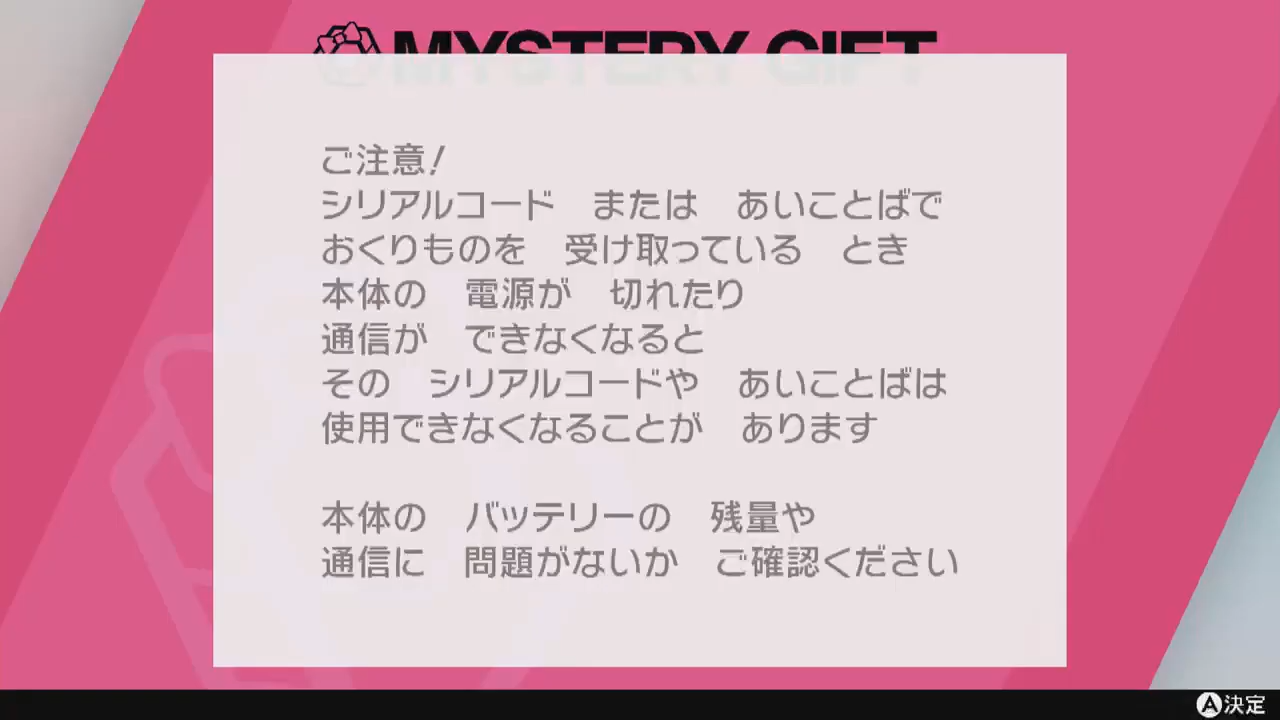 MYSTERY GIFT
ご注意!
シリアルコード　または　あいことばで
おくりものを　受け取っている　とき
本体の　電源が　切れたり
通信が　できなくなると
その　シリアルコードや　あいことばは
使用できなくなることが　あります
本体の　バッテリーの　残量や
通信に　問題がないか　ご確認ください
A決定